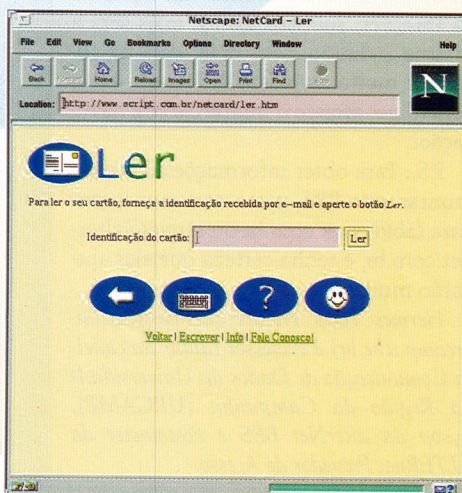 Netscape: NetCard – Ler
File Edit View Go Bookmarks Options Directory Window Help
Back Forward Home Reload Images Open Print Find Stop
N
Location: http://www.script.com.br/netcard/ler.htm
Ler
Para ler o seu cartão, forneça a identificação recebida por e-mail e aperte o botão Ler.
Identificação do cartão: Ler
?
Voltar | Escrever | Info | Fale Conosco!